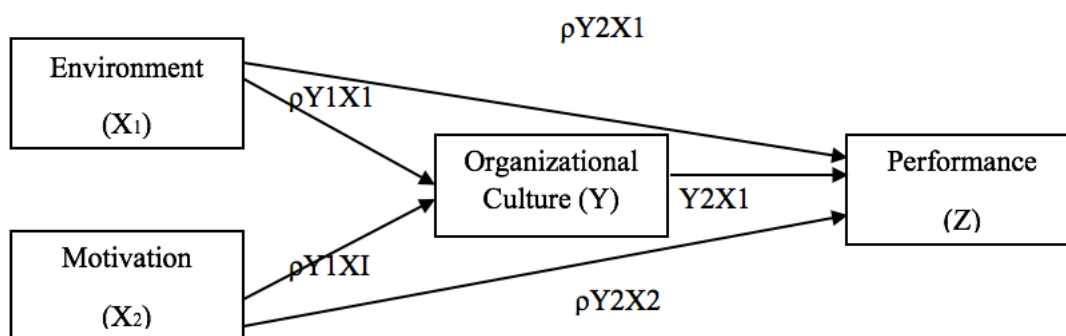 ρY2X1
Environment
(X1)
ρY1X1
Organizational
Culture (Y)
Y2X1
Performance
(Z)
Motivation
(X2)
ρY1XI
ρY2X2